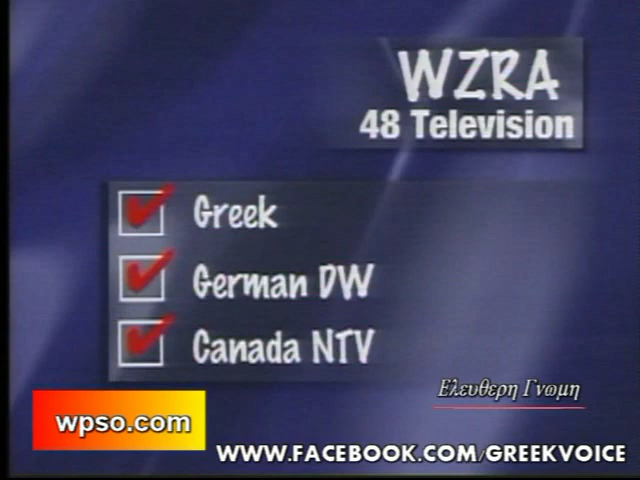 WZRA
48 Television
Greek
German DW
Canada NTV
Ελευθερη Γνωμη
wpso.com
WWW.FACEBOOK.COM/GREEKVOICE